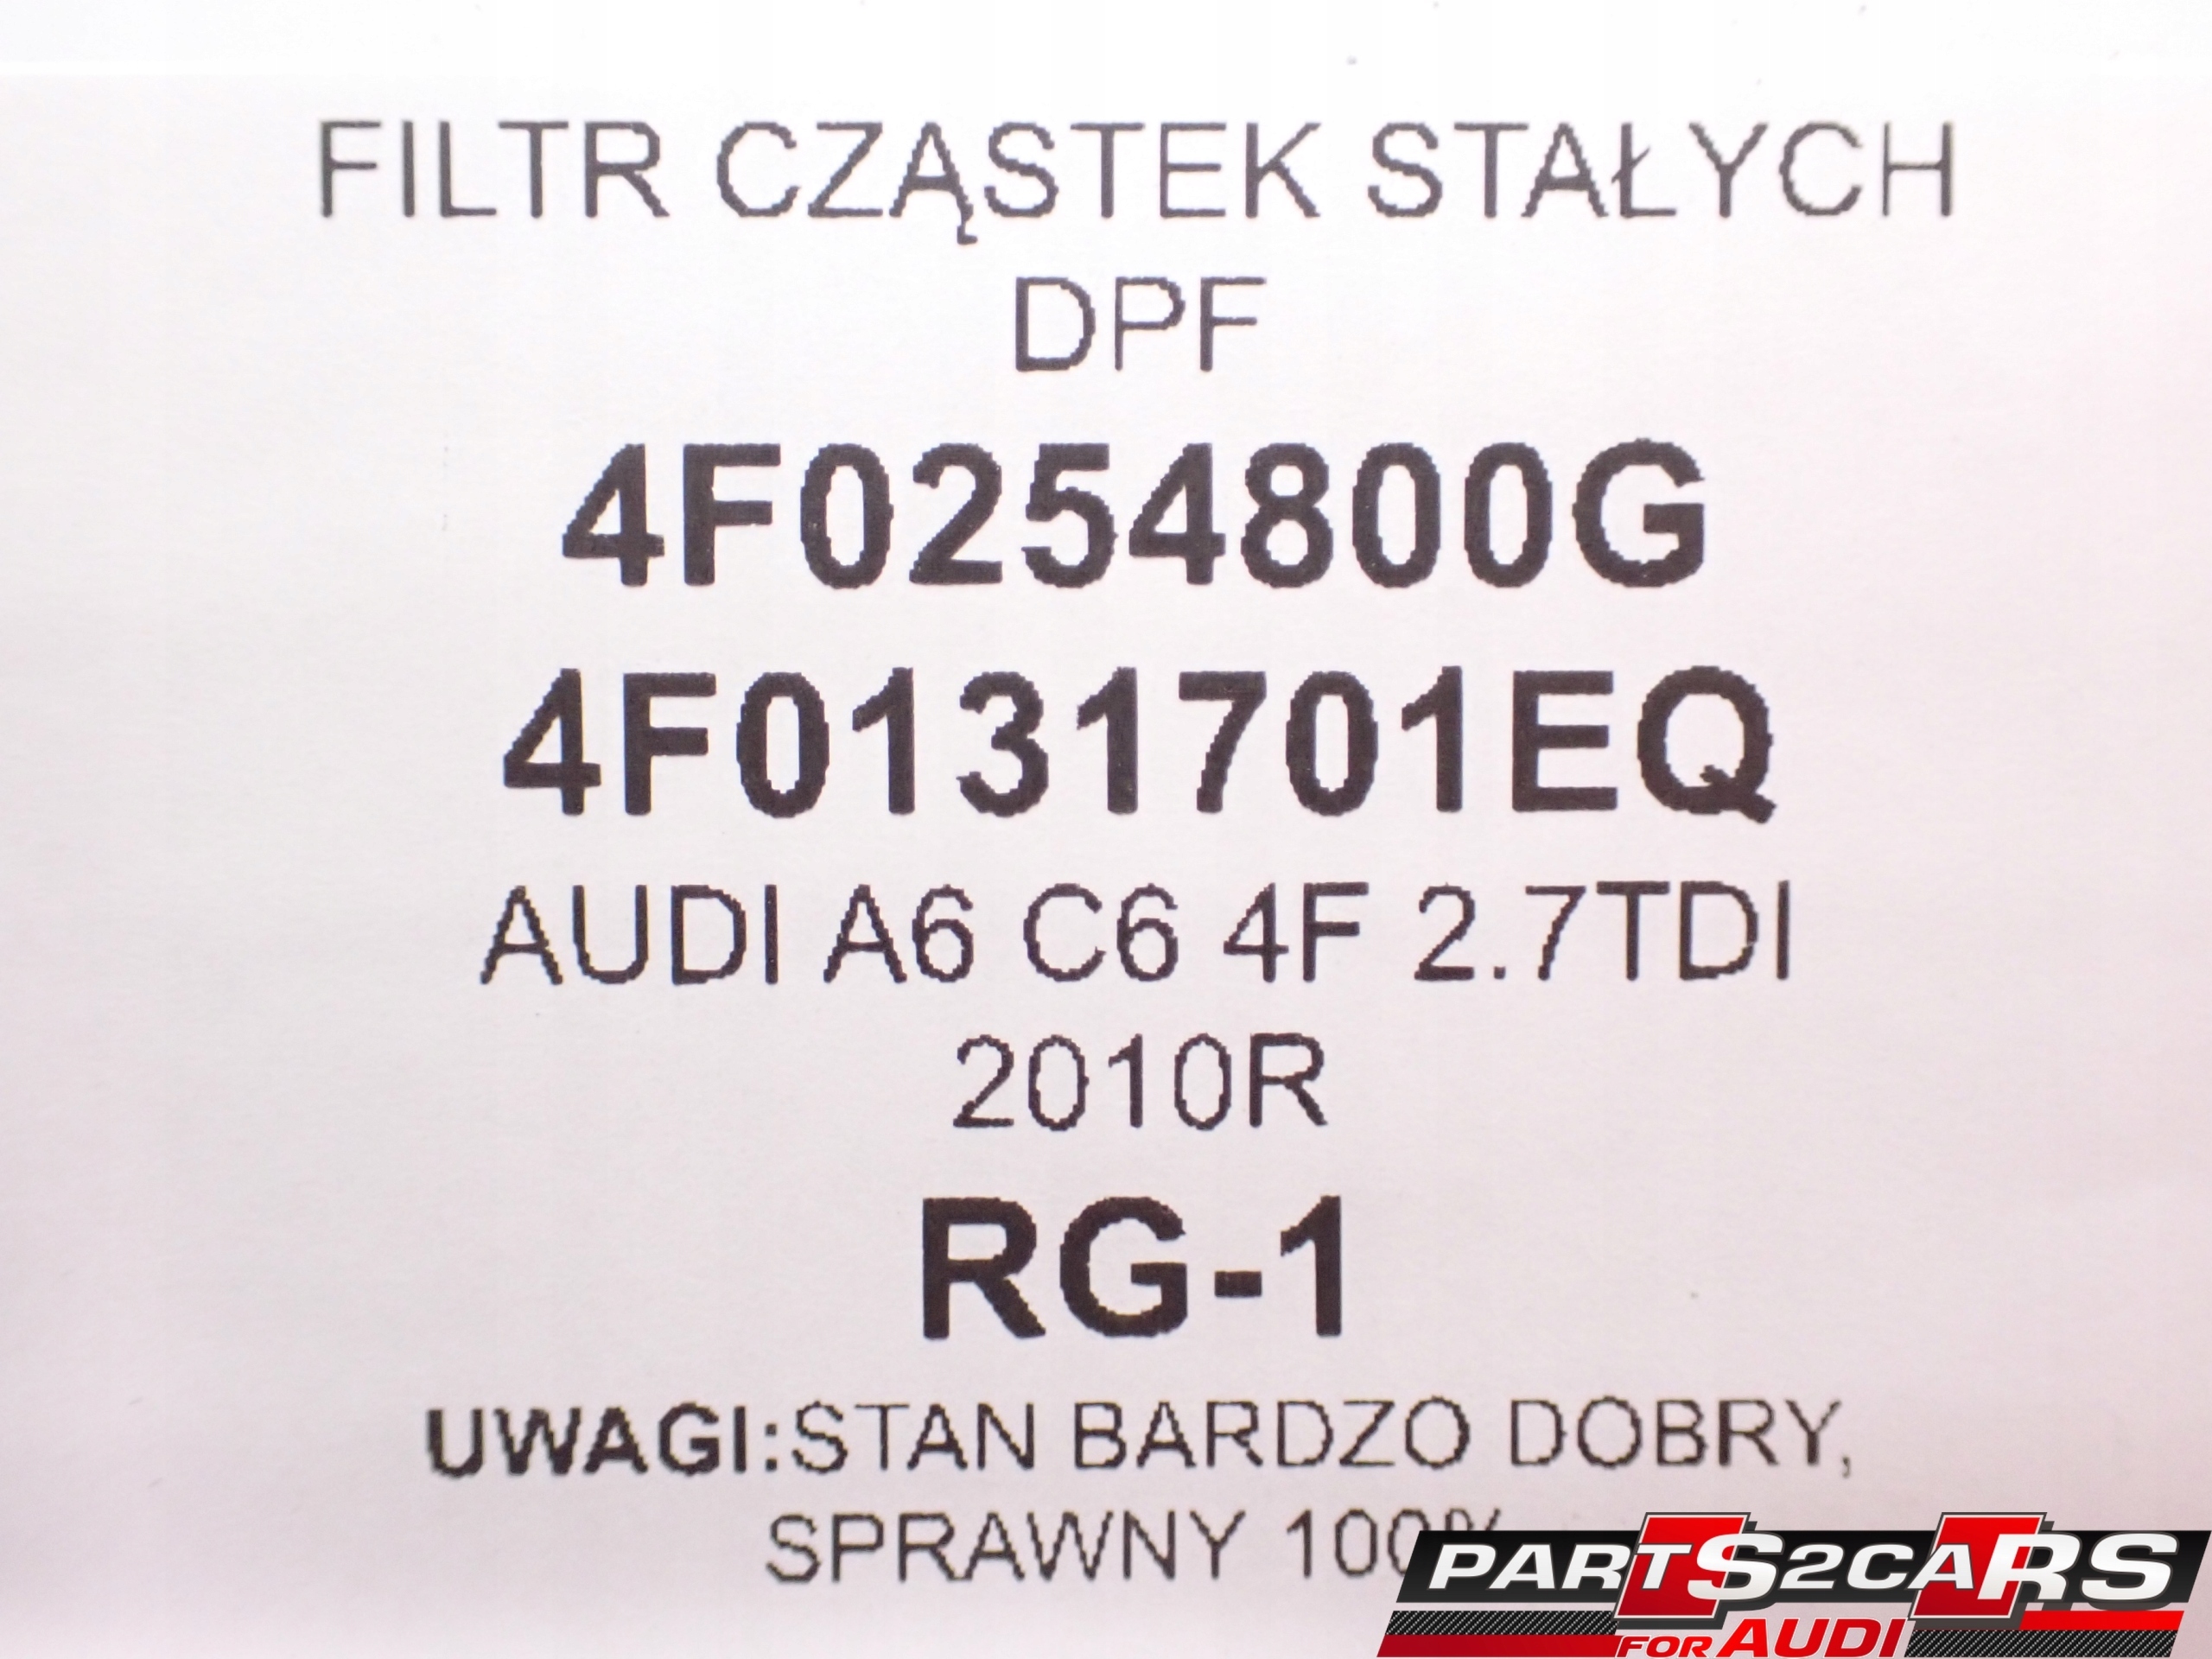 FILTR CZĄSTEK STAŁYCH
DPF
4F0254800G
4F0131701EQ
AUDI A6 C6 4F 2.7TDI
2010R
RG-1
UWAGI:STAN BARDZO DOBRY,
SPRAWNY 100%
PARTS2CARS
FOR AUDI